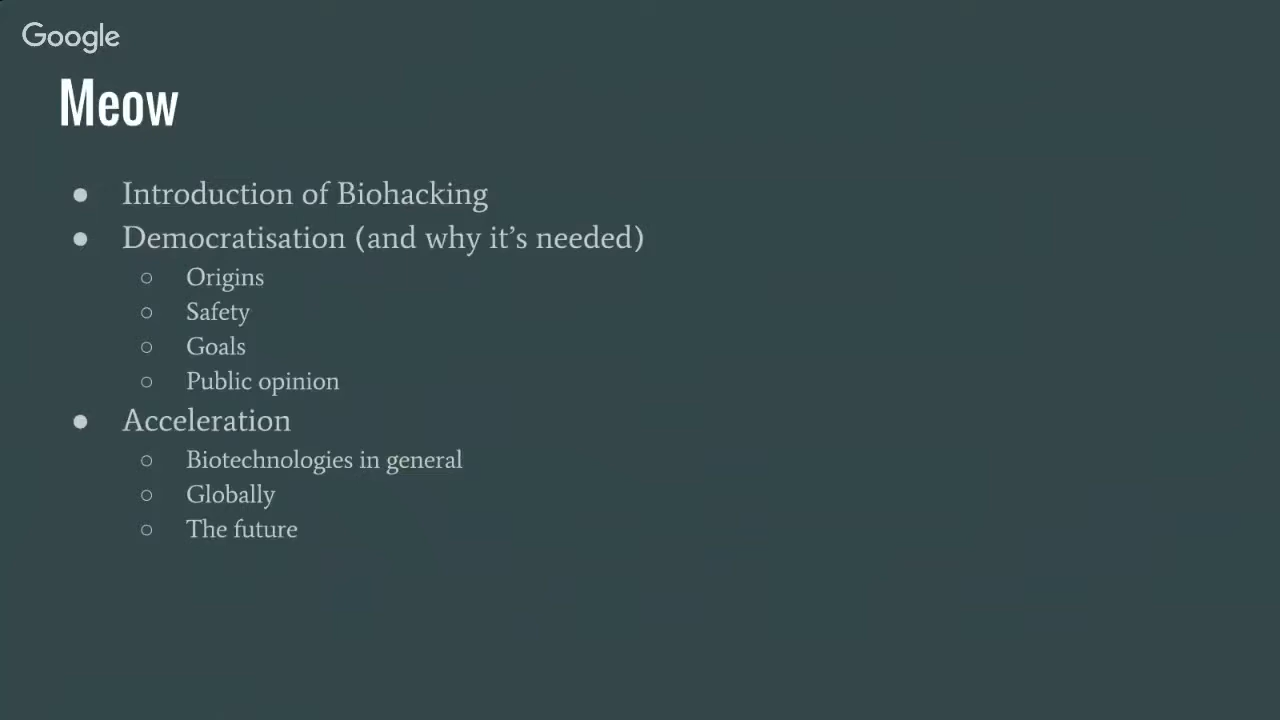 Google
Meow
● Introduction of Biohacking
● Democratisation (and why it's needed)
○ Origins
○ Safety
○ Goals
○ Public opinion
● Acceleration
○ Biotechnologies in general
○ Globally
○ The future